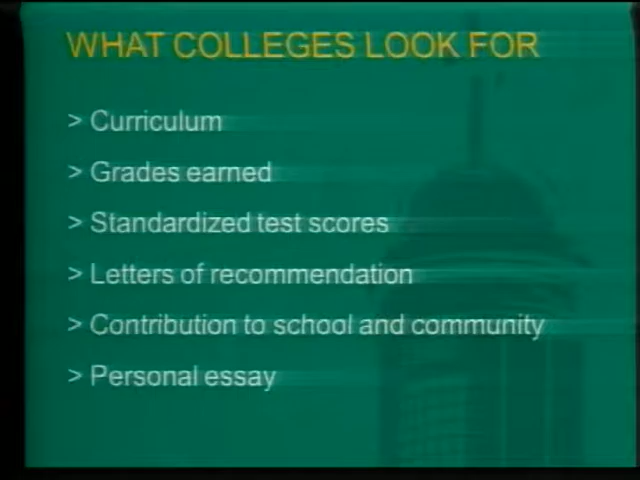 WHAT COLLEGES LOOK FOR
> Curriculum
> Grades earned
> Standardized test scores
> Letters of recommendation
> Contribution to school and community
> Personal essay